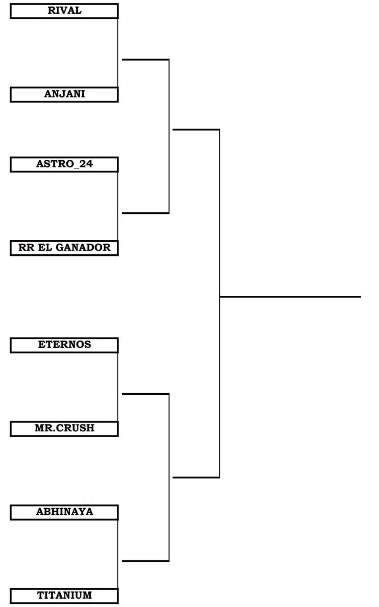 RIVAL
ANJANI
ASTRO_24
RR EL GANADOR
ETERNOS
MR.CRUSH
ABHINAYA
TITANIUM